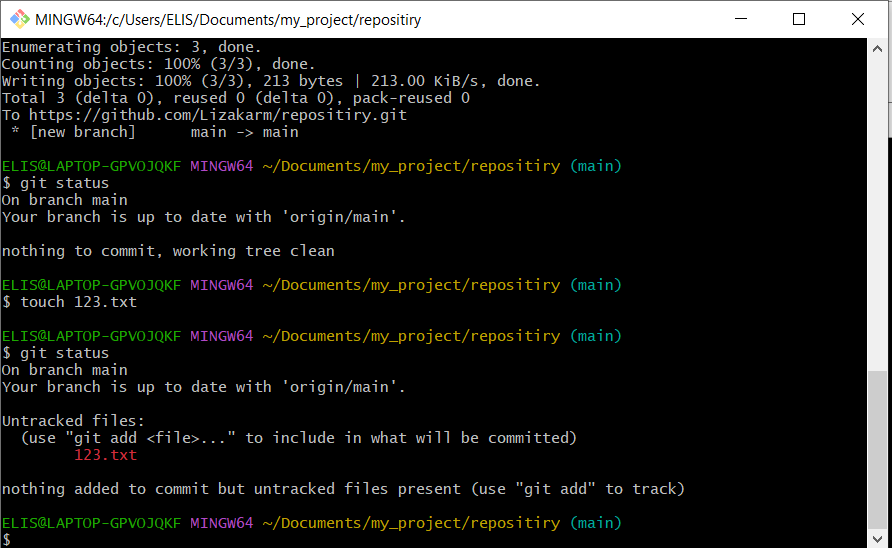 MINGW64:/c/Users/ELIS/Documents/my_project/repositiry
Enumerating objects: 3, done.
Counting objects: 100% (3/3), done.
Writing objects: 100% (3/3), 213 bytes | 213.00 KiB/s, done.
Total 3 (delta 0), reused 0 (delta 0), pack-reused 0
To https://github.com/Lizakarm/repositiry.git
 * [new branch]      main -> main

ELIS@LAPTOP-GPVOJQKF MINGW64 ~/Documents/my_project/repositiry (main)
$ git status
On branch main
Your branch is up to date with 'origin/main'.

nothing to commit, working tree clean

ELIS@LAPTOP-GPVOJQKF MINGW64 ~/Documents/my_project/repositiry (main)
$ touch 123.txt

ELIS@LAPTOP-GPVOJQKF MINGW64 ~/Documents/my_project/repositiry (main)
$ git status
On branch main
Your branch is up to date with 'origin/main'.

Untracked files:
  (use "git add <file>..." to include in what will be committed)
        123.txt

nothing added to commit but untracked files present (use "git add" to track)

ELIS@LAPTOP-GPVOJQKF MINGW64 ~/Documents/my_project/repositiry (main)
$